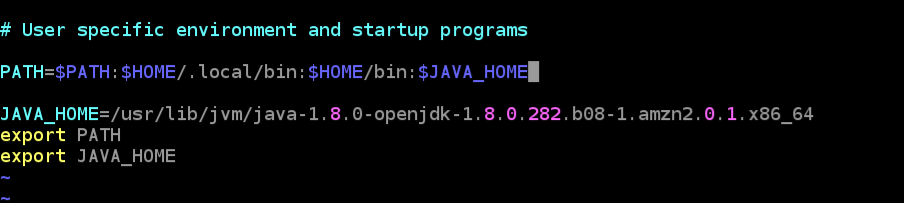 # User specific environment and startup programs
PATH=$PATH:$HOME/.local/bin:$HOME/bin:$JAVA_HOME
JAVA_HOME=/usr/lib/jvm/java-1.8.0-openjdk-1.8.0.282.b08-1.amzn2.0.1.x86_64
export PATH
export JAVA_HOME
~
~